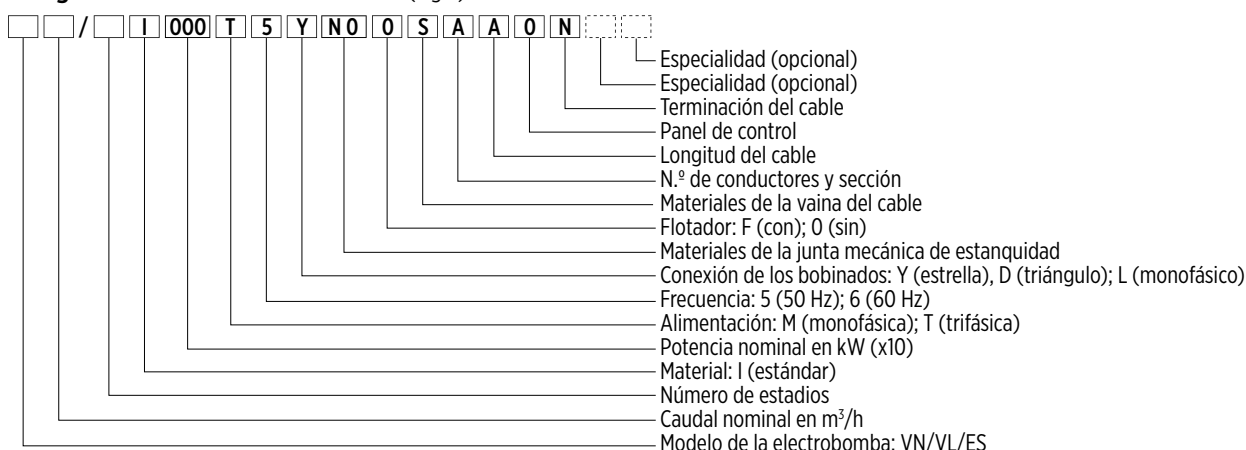 / I 000 T 5 Y N0 0 S A A 0 N
Especialidad (opcional)
Especialidad (opcional)
Terminación del cable
Panel de control
Longitud del cable
N.º de conductores y sección
Materiales de la vaina del cable
Flotador: F (con); 0 (sin)
Materiales de la junta mecánica de estanquidad
Conexión de los bobinados: Y (estrella), D (triángulo); L (monofásico)
Frecuencia: 5 (50 Hz); 6 (60 Hz)
Alimentación: M (monofásica); T (trifásica)
Potencia nominal en kW (x10)
Material: I (estándar)
Número de estadios
Caudal nominal en m³/h
Modelo de la electrobomba: VN/VL/ES